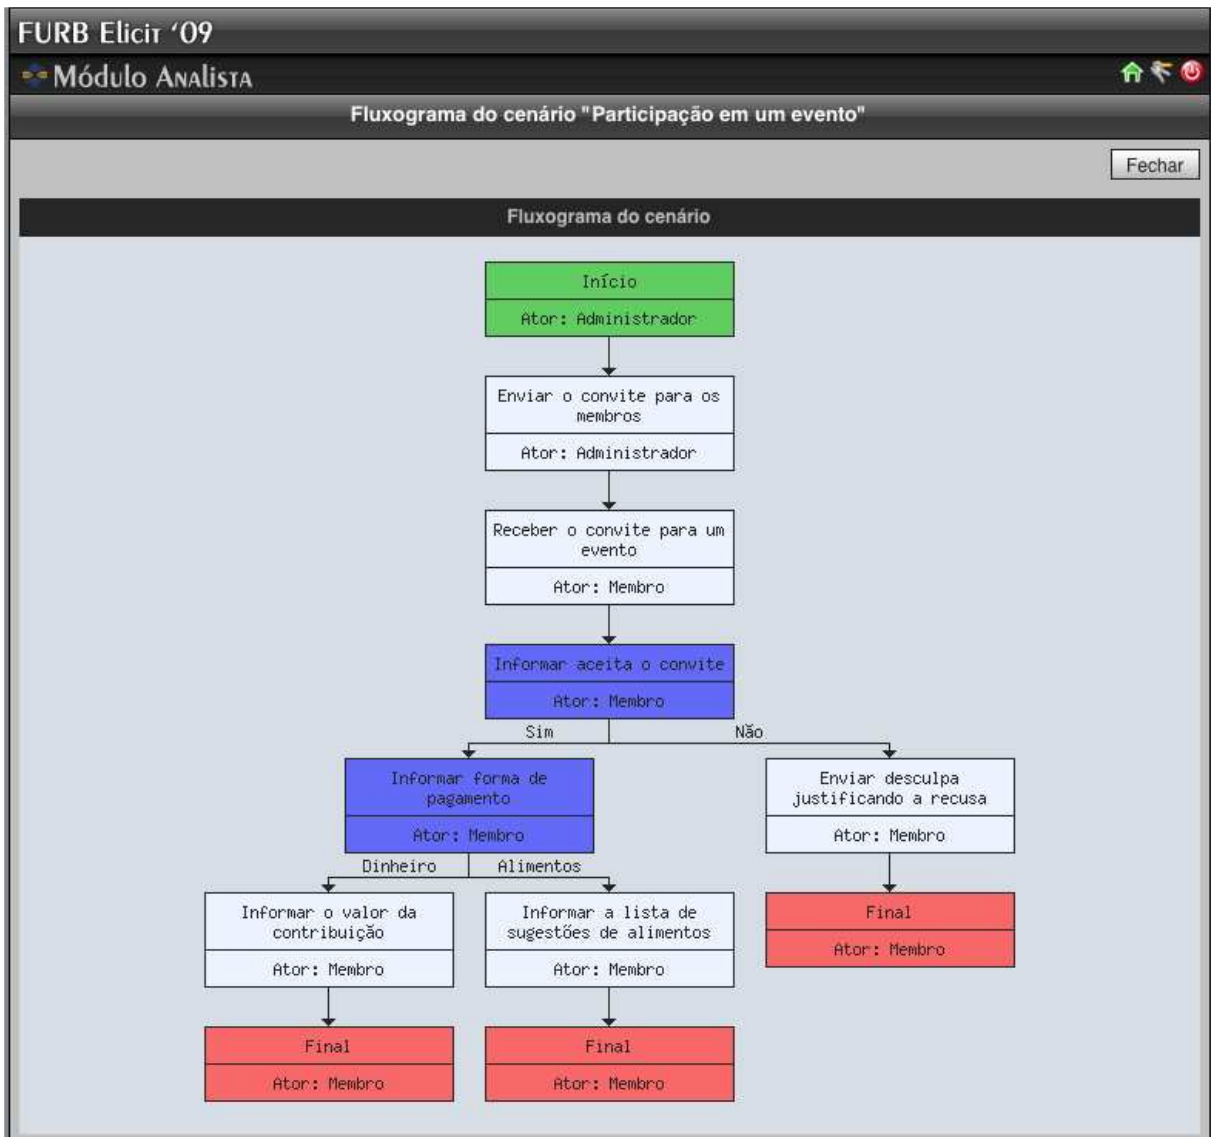 FURB Elicit ‘09
Módulo Analista
Fluxograma do cenário "Participação em um evento"
Fechar
Fluxograma do cenário
Início
Ator: Administrador
Enviar o convite para os
membros
Ator: Administrador
Receber o convite para um
evento
Ator: Membro
Informar aceita o convite
Ator: Membro
Sim
Não
Informar forma de
pagamento
Ator: Membro
Enviar desculpa
justificando a recusa
Ator: Membro
Dinheiro
Alimentos
Informar o valor da
contribuição
Ator: Membro
Informar a lista de
sugestões de alimentos
Ator: Membro
Final
Ator: Membro
Final
Ator: Membro
Final
Ator: Membro